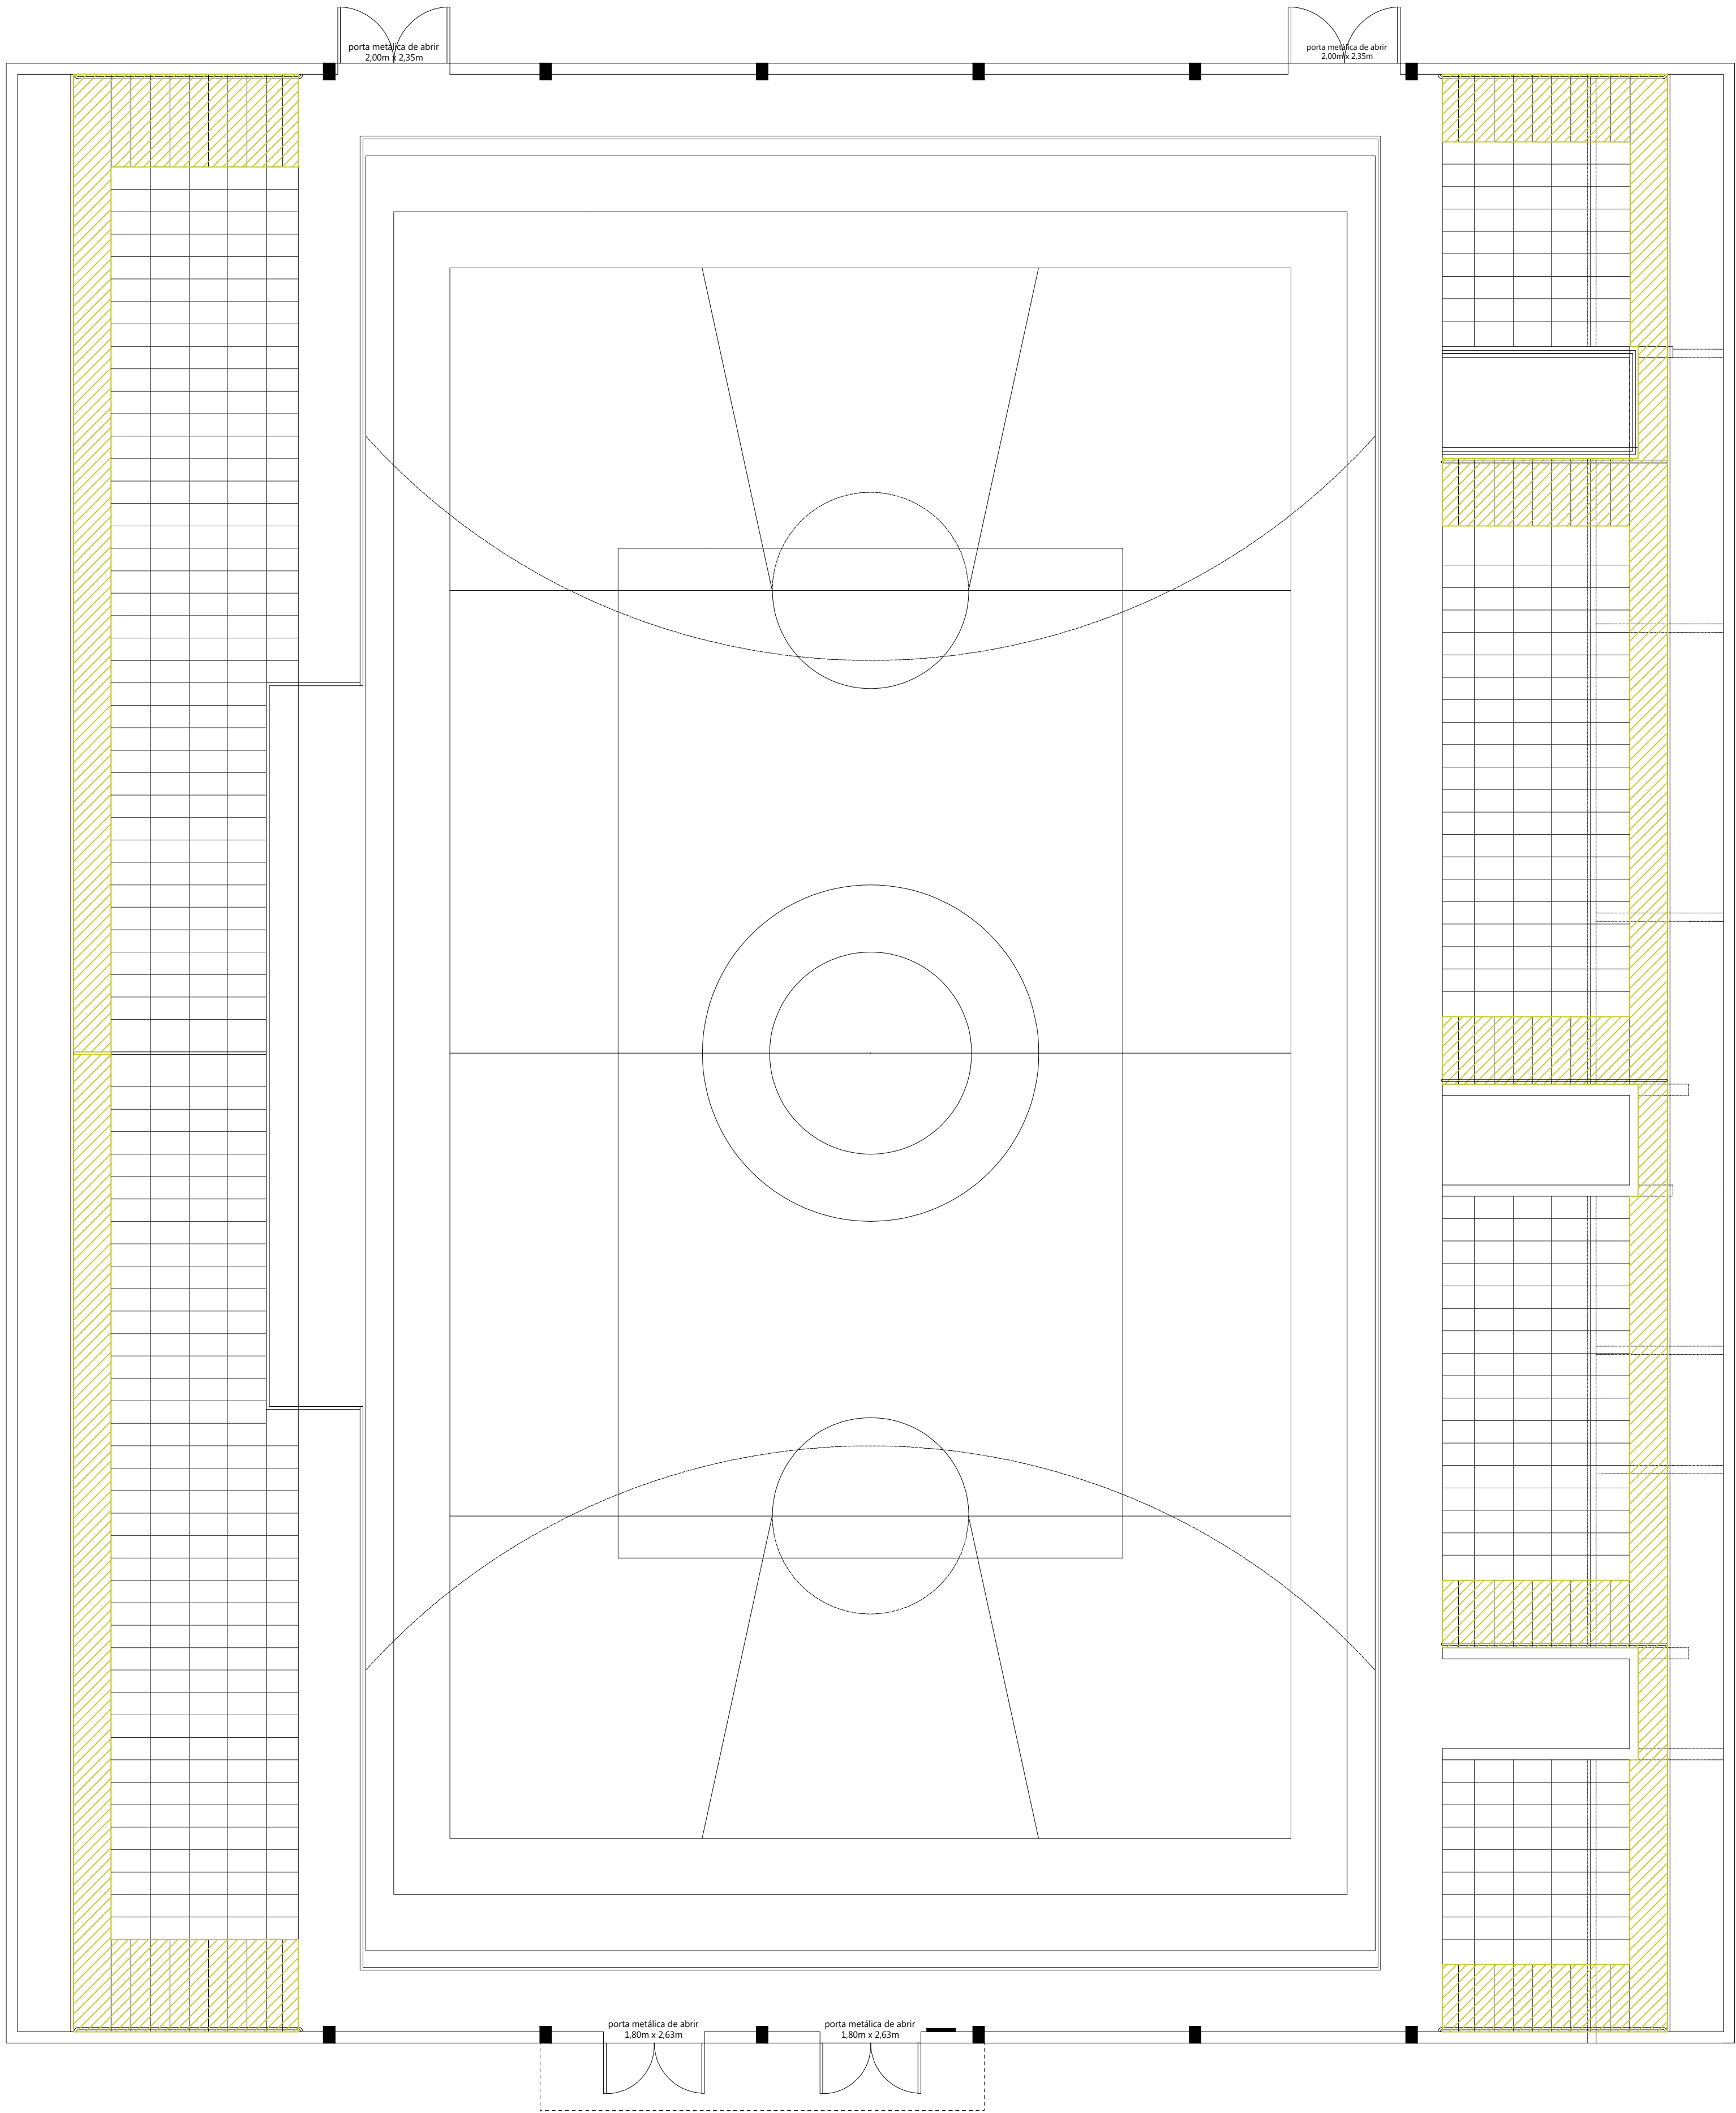 porta metálica de abrir
2,00m x 2,35m
porta metálica de abrir
2,00m x 2,35m
porta metálica de abrir
1,80m x 2,63m
porta metálica de abrir
1,80m x 2,63m